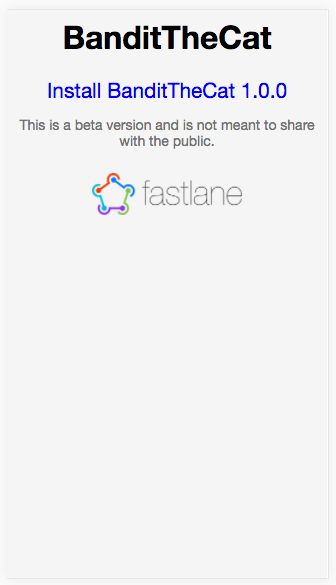 BanditTheCat
Install BanditTheCat 1.0.0
This is a beta version and is not meant to share
with the public.
fastlane